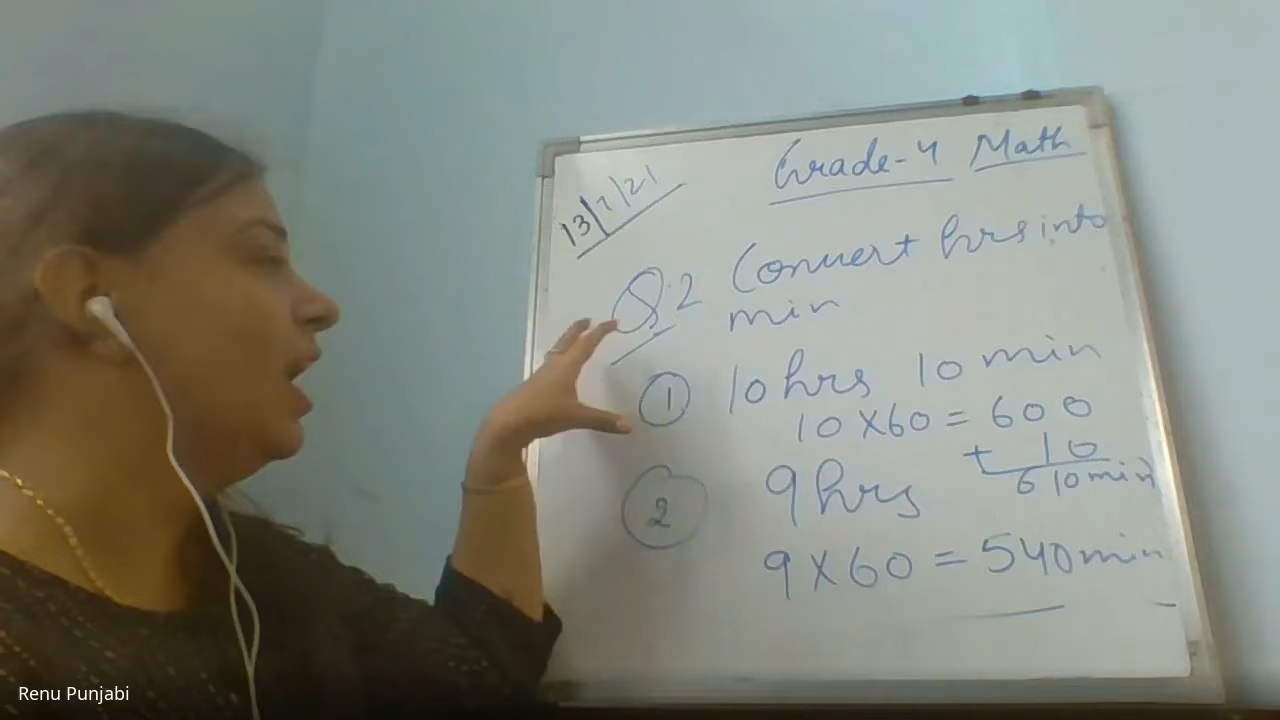 Grade-4 Math
13/7/21
Q.2 Convert hrs into
min
① 10 hrs 10 min
10 X 60 = 600
+ 10
610 min
② 9 hrs
9 X 60 = 540 min
Renu Punjabi